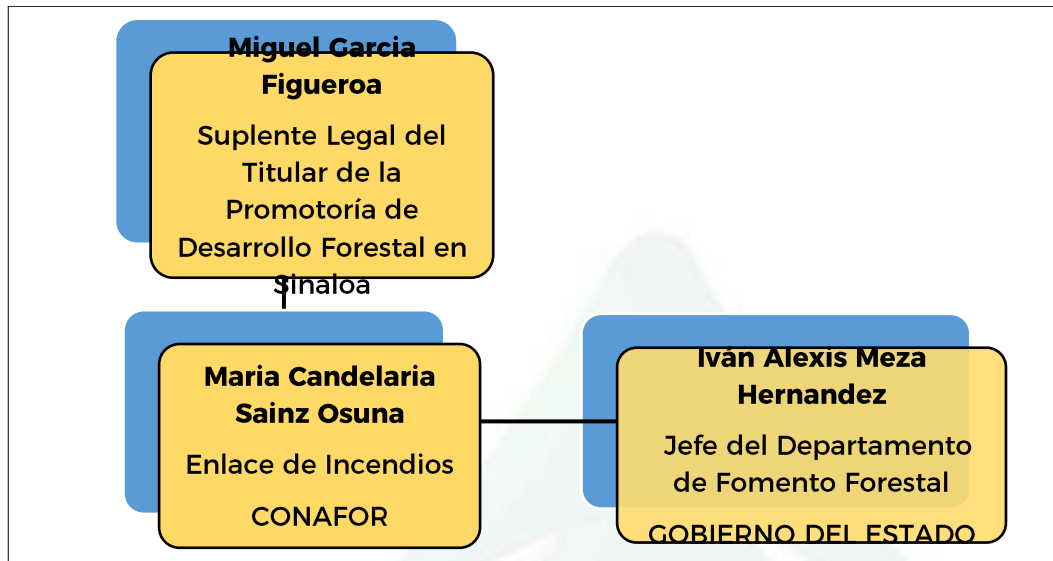 Miguel Garcia
Figueroa
Suplente Legal del
Titular de la
Promotoría de
Desarrollo Forestal en
Sinaloa
Maria Candelaria
Sainz Osuna
Enlace de Incendios
CONAFOR
Iván Alexis Meza
Hernandez
Jefe del Departamento
de Fomento Forestal
GOBIERNO DEL ESTADO